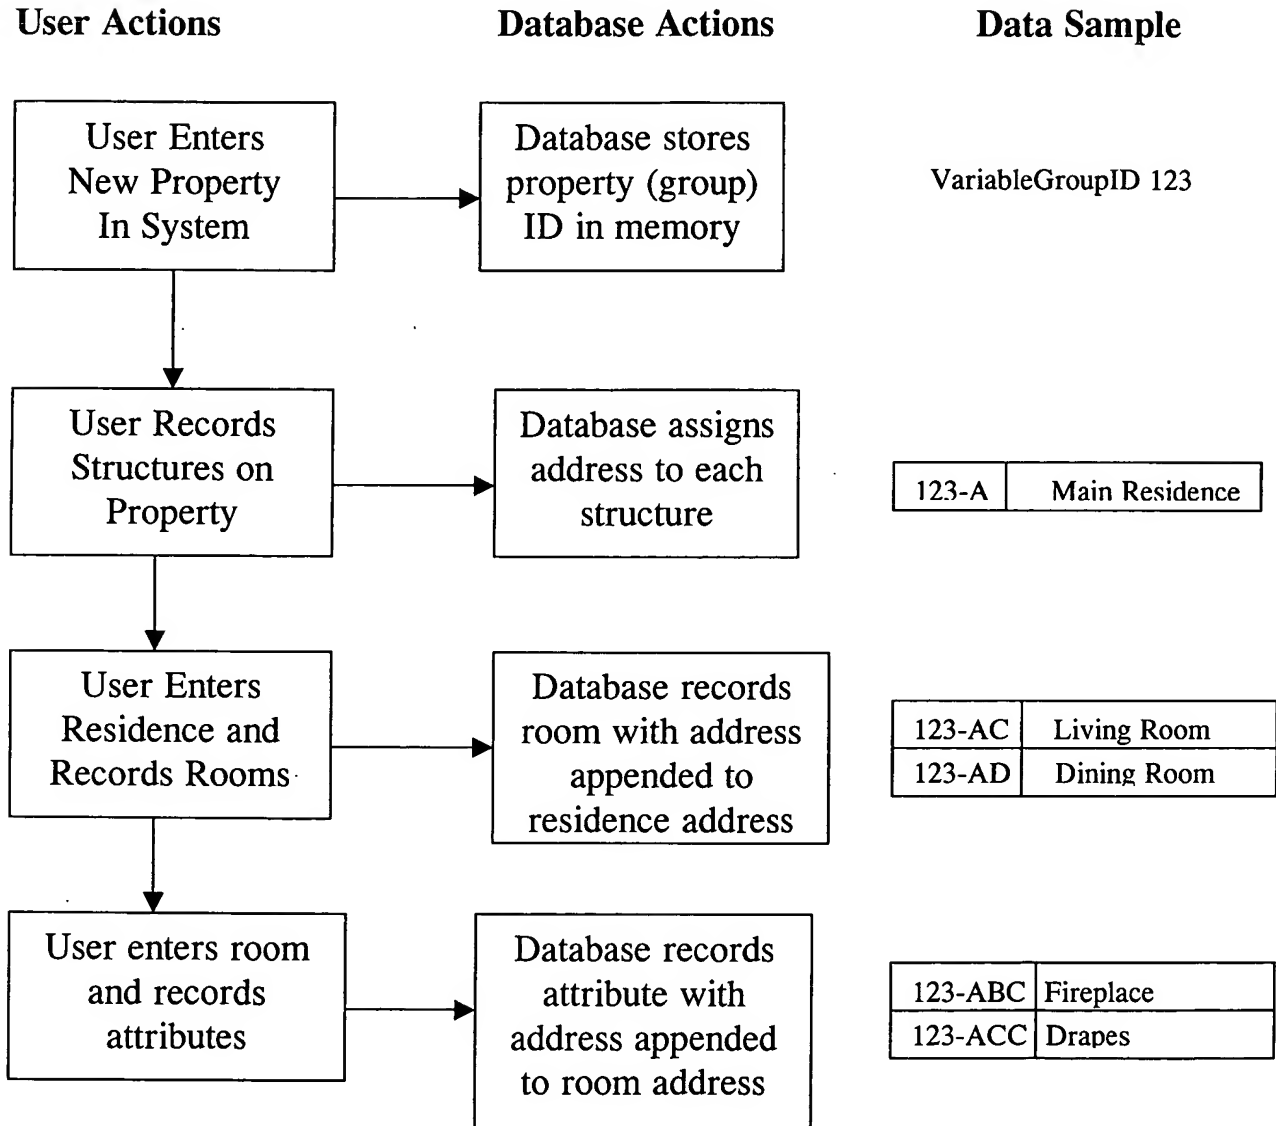 User Actions
Database Actions
Data Sample
User Enters
New Property
In System
Database stores
property (group)
ID in memory
VariableGroupID 123
User Records
Structures on
Property
Database assigns
address to each
structure
123-A Main Residence
User Enters
Residence and
Records Rooms
Database records
room with address
appended to
residence address
123-AC Living Room
123-AD Dining Room
User enters room
and records
attributes
Database records
attribute with
address appended
to room address
123-ABC Fireplace
123-ACC Drapes